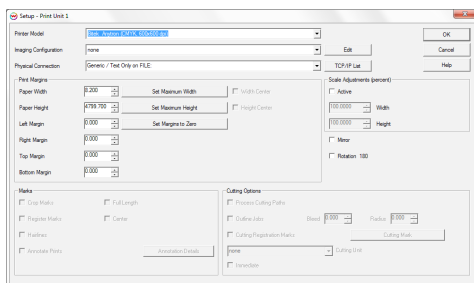 Setup - Print Unit 1
Printer Model
Anytron (CMYK, 600x600 dpi)
OK
Imaging Configuration
none
Edit
Cancel
Physical Connection
Generic / Text Only on FILE:
TCP/IP List
Help
Print Margins
Scale Adjustments (percent)
Paper Width
8.200
Set Maximum Width
Width Center
Active
Paper Height
4799.700
Set Maximum Height
Height Center
100.0000
Width
Left Margin
0.000
Set Margins to Zero
100.0000
Height
Right Margin
0.000
Mirror
Top Margin
0.000
Rotation 180
Bottom Margin
0.000
Marks
Cutting Options
Crop Marks
Full Length
Process Cutting Paths
Register Marks
Center
Outline Jobs
Bleed
0.000
Radius
0.000
Hairlines
Cutting Registration Marks
Cutting Mark
Annotate Prints
Annotation Details
none
Cutting Unit
Immediate